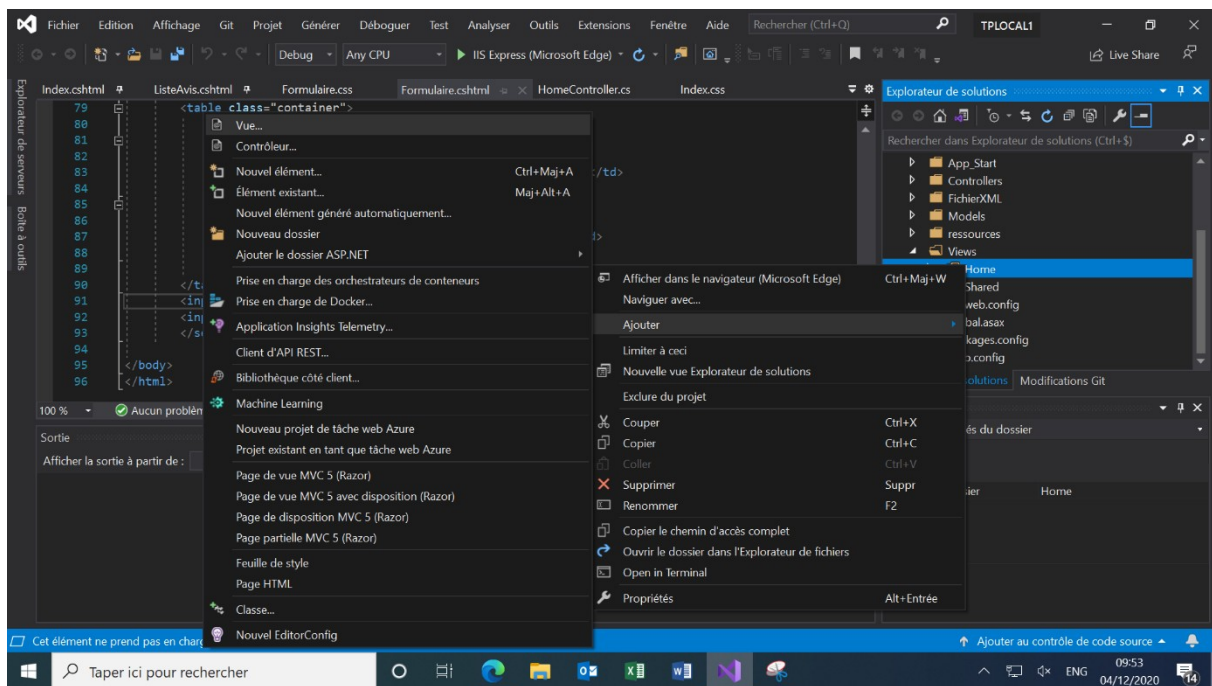 Fichier Edition Affichage Git Projet Générer Déboguer Test Analyser Outils Extensions Fenêtre Aide Rechercher (Ctrl+Q) TPLOCAL1
Debug Any CPU IIS Express (Microsoft Edge) Live Share
Explorateur de serveurs
Boîte à outils
Index.cshtml ListeAvis.cshtml Formulaire.css Formulaire.cshtml HomeController.cs Index.css
79 <table class="container">
80
81
82
83 /td>
84
85
86
87
88
89
90 </t
91 <in
92 <in
93 </s
94
95 </body>
96 </html>
100 % Aucun problèm
Sortie
Afficher la sortie à partir de :
Vue...
Contrôleur...
Nouvel élément... Ctrl+Maj+A
Élément existant... Maj+Alt+A
Nouvel élément généré automatiquement...
Nouveau dossier
Ajouter le dossier ASP.NET
Prise en charge des orchestrateurs de conteneurs
Prise en charge de Docker...
Application Insights Telemetry...
Client d'API REST...
Bibliothèque côté client...
Machine Learning
Nouveau projet de tâche web Azure
Projet existant en tant que tâche web Azure
Page de vue MVC 5 (Razor)
Page de vue MVC 5 avec disposition (Razor)
Page de disposition MVC 5 (Razor)
Page partielle MVC 5 (Razor)
Feuille de style
Page HTML
Classe...
Nouvel EditorConfig
Afficher dans le navigateur (Microsoft Edge) Ctrl+Maj+W
Naviguer avec...
Ajouter
Limiter à ceci
Nouvelle vue Explorateur de solutions
Exclure du projet
Couper Ctrl+X
Copier Ctrl+C
Coller Ctrl+V
Supprimer Suppr
Renommer F2
Copier le chemin d'accès complet
Ouvrir le dossier dans l'Explorateur de fichiers
Open in Terminal
Propriétés Alt+Entrée
Explorateur de solutions
Rechercher dans Explorateur de solutions (Ctrl+$)
App_Start
Controllers
FichierXML
Models
ressources
Views
Home
Shared
web.config
bal.asax
kages.config
b.config
olutions Modifications Git
és du dossier
ier Home
Cet élément ne prend pas en charg Ajouter au contrôle de code source
Taper ici pour rechercher ENG 09:53
04/12/2020 14